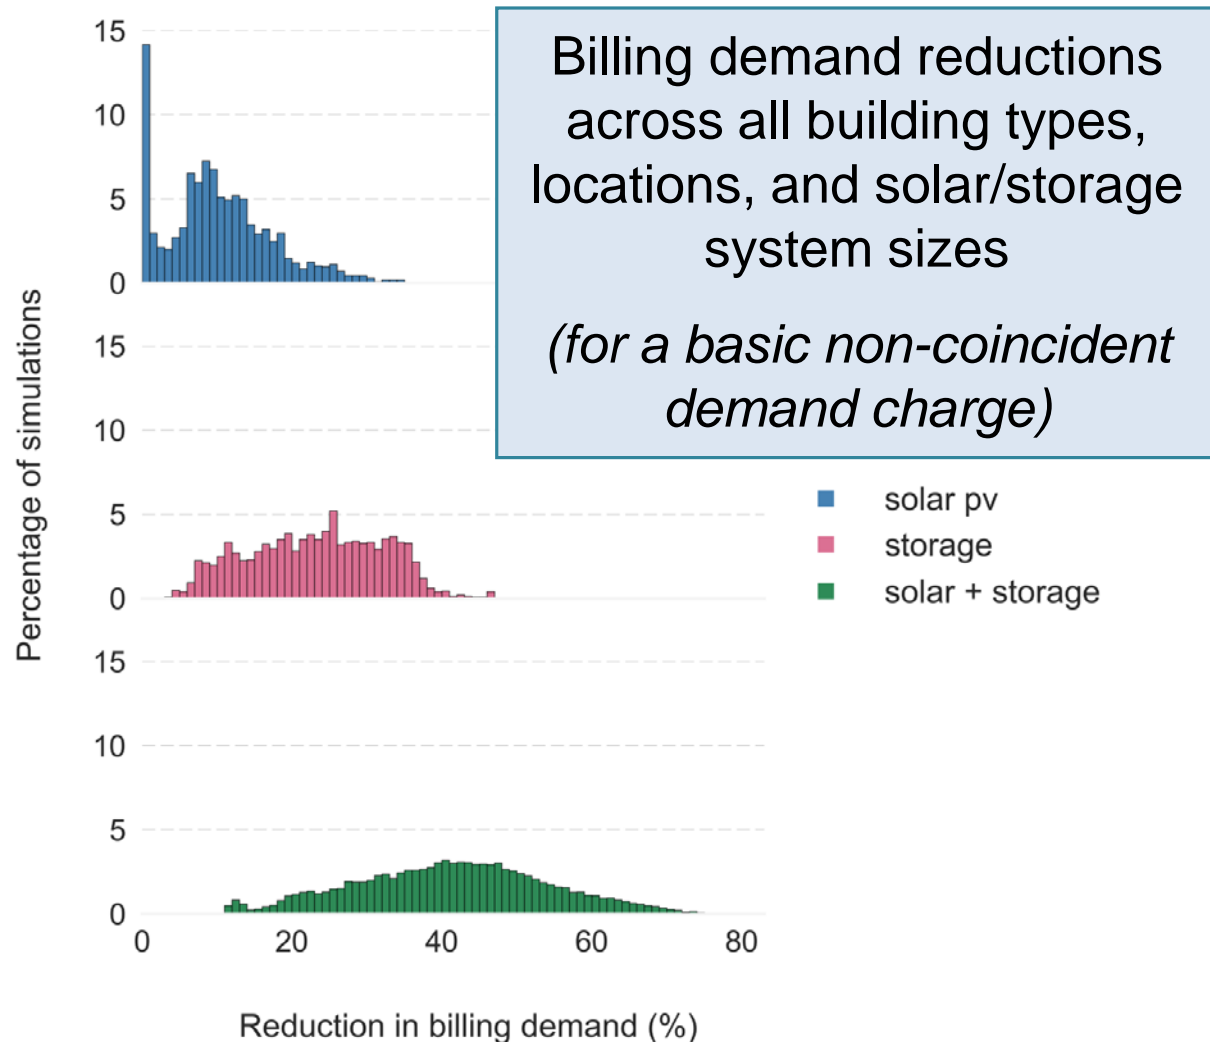 Billing demand reductions
across all building types,
locations, and solar/storage
system sizes
(for a basic non-coincident
demand charge)
Percentage of simulations
15
10
5
0
15
10
5
0
15
10
5
0
0 20 40 60 80
Reduction in billing demand (%)
solar pv
storage
solar + storage